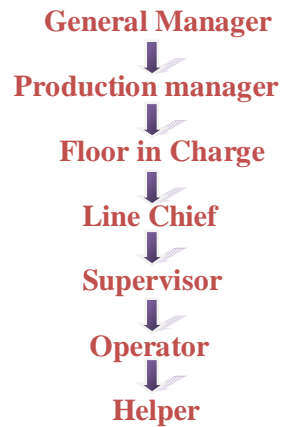 General Manager
Production manager
Floor in Charge
Line Chief
Supervisor
Operator
Helper